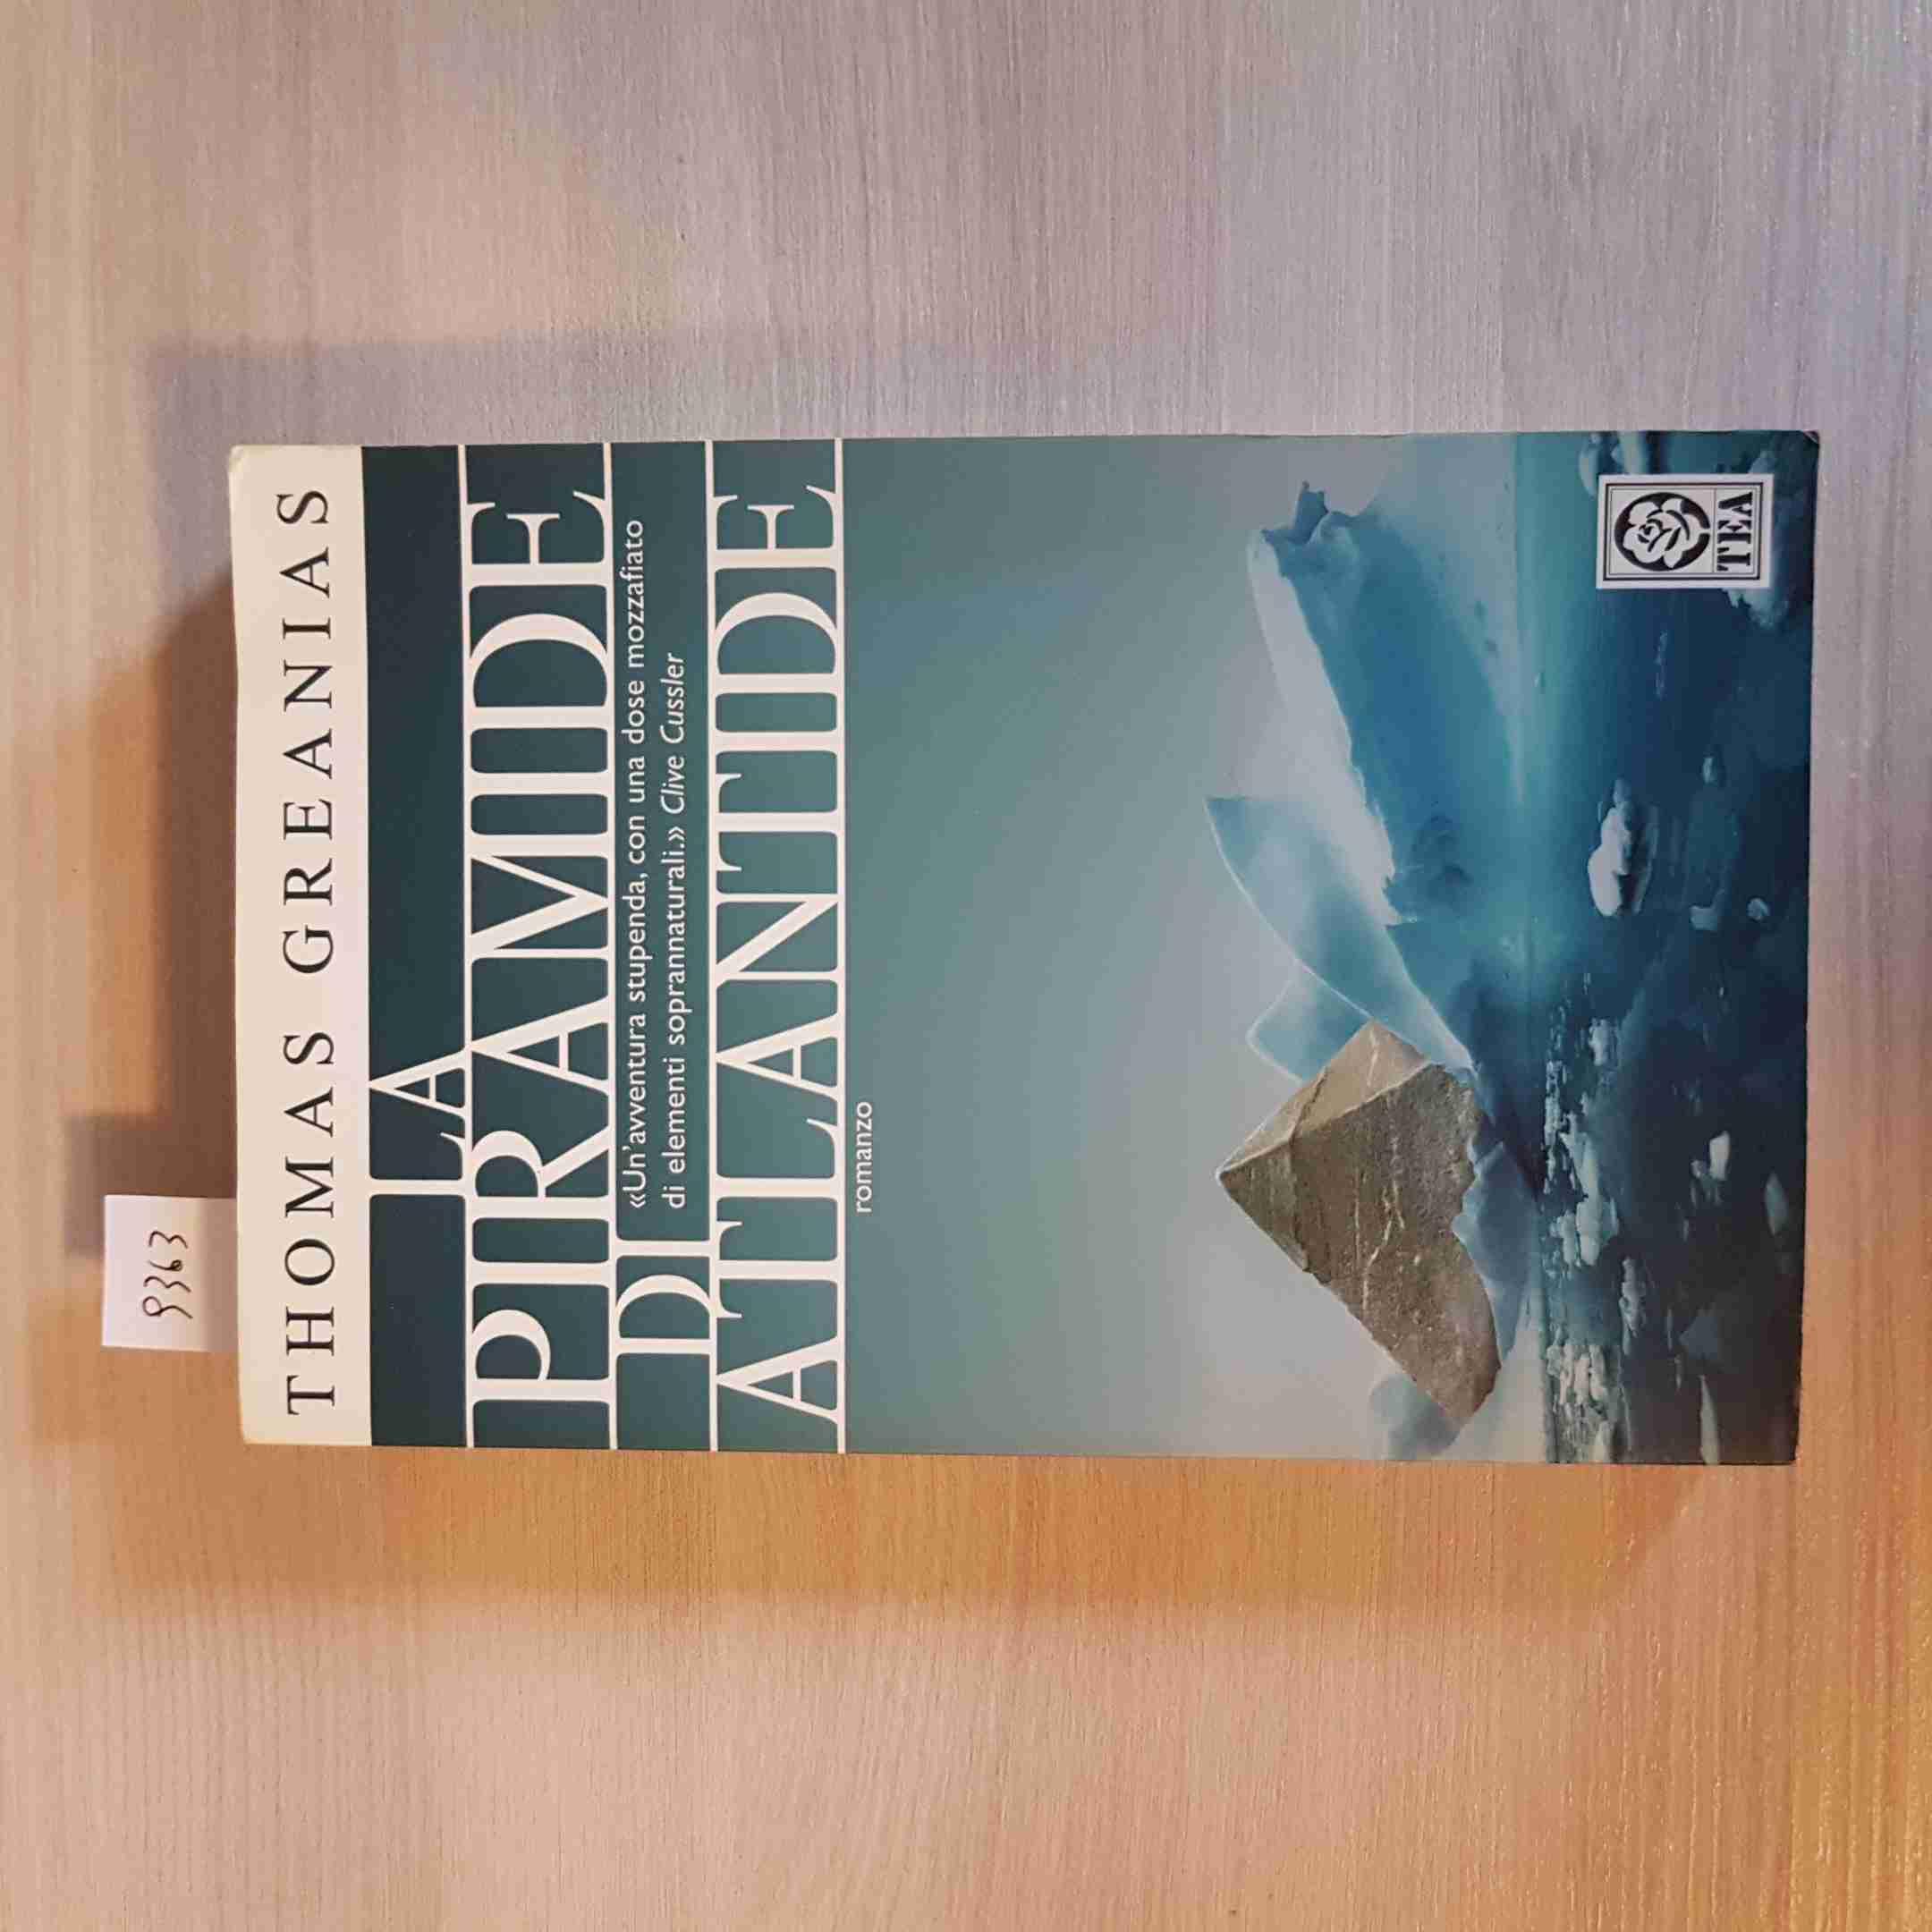 9363
THOMAS GREANIAS
LA
PIRAMIDE
DI
«Un'avventura stupenda, con una dose mozzafiato
di elementi soprannaturali.» Clive Cussler
ATLANTIDE
romanzo
TEA